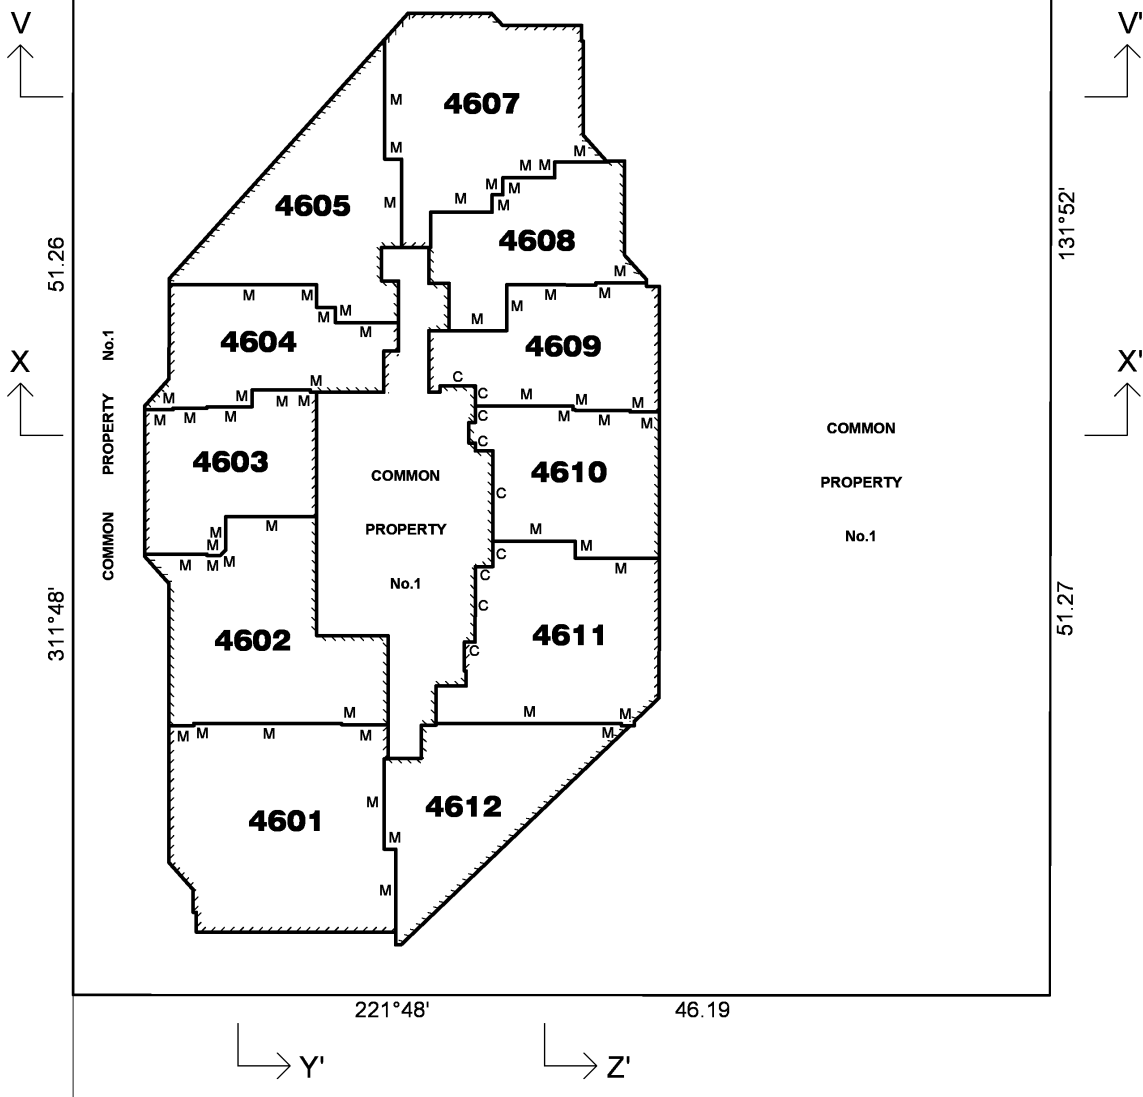 V
V'
M
4607
M
M
M M
M
M
M
M
M
4605
4608
131°52'
51.26
M
M
M
M
M
M
M
M
M
M
4604
4609
No.1
X
X'
M
C
M
M
M
M M
C
M
M
M
M
M
M
M
C
M
M
M
COMMON PROPERTY
COMMON
C
4603
4610
COMMON
PROPERTY
C
PROPERTY
M
M
M
No.1
M
M
C
M
M M
M
C
No.1
M
311°48'
C
51.27
4602
4611
C
M
M
M
M M
M
M
M
M
4612
4601
M
M
221°48'
46.19
Y'
Z'